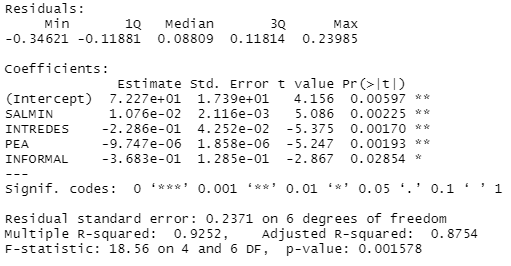 Residuals:
Min 1Q Median 3Q Max
-0.34621 -0.11881 0.08809 0.11814 0.23985
Coefficients:
Estimate Std. Error t value Pr(>|t|)
(Intercept) 7.227e+01 1.739e+01 4.156 0.00597 **
SALMIN 1.076e-02 2.116e-03 5.086 0.00225 **
INTREDES -2.286e-01 4.252e-02 -5.375 0.00170 **
PEA -9.747e-06 1.858e-06 -5.247 0.00193 **
INFORMAL -3.683e-01 1.285e-01 -2.867 0.02854 *
---
Signif. codes: 0 ‘***’ 0.001 ‘**’ 0.01 ‘*’ 0.05 ‘.’ 0.1 ‘ ’ 1
Residual standard error: 0.2371 on 6 degrees of freedom
Multiple R-squared: 0.9252, Adjusted R-squared: 0.8754
F-statistic: 18.56 on 4 and 6 DF, p-value: 0.001578